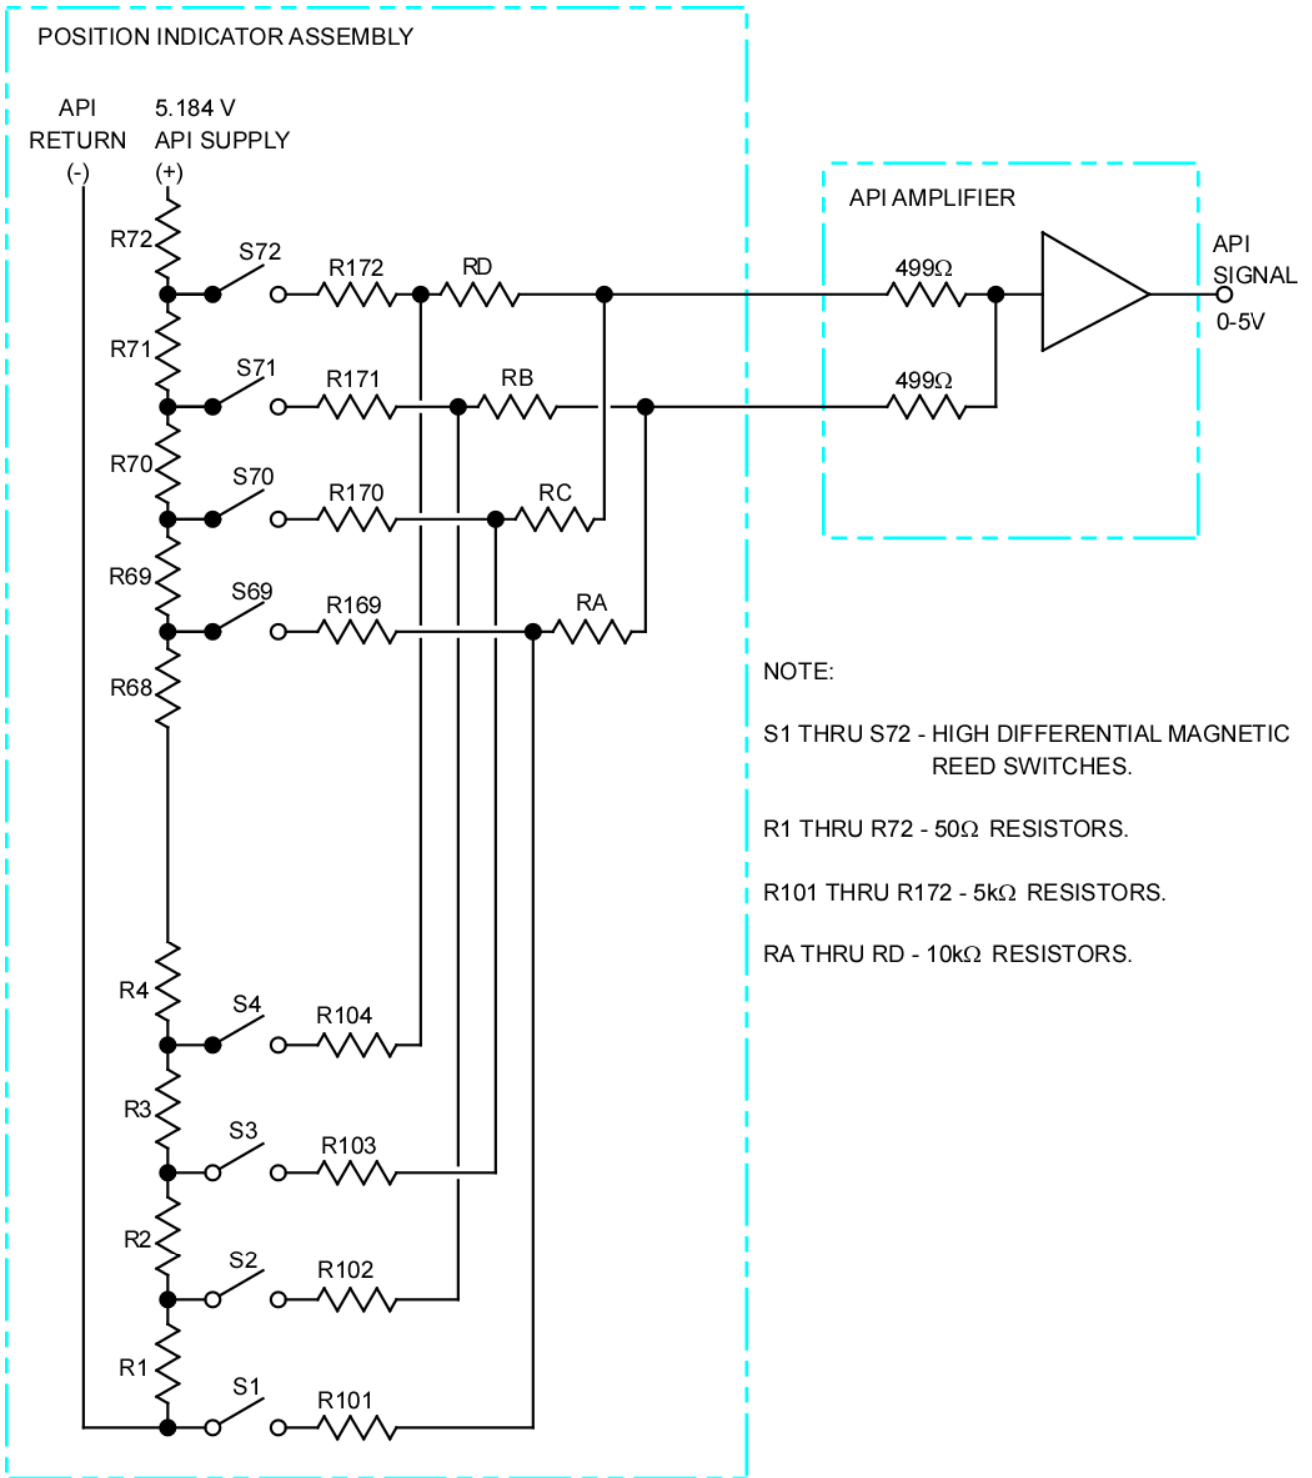 POSITION INDICATOR ASSEMBLY
API 5.184 V
RETURN API SUPPLY
(-) (+)
API AMPLIFIER
R72
S72
R172
RD
499Ω
API
SIGNAL
0-5V
R71
S71
R171
RB
499Ω
R70
S70
R170
RC
R69
S69
R169
RA
R68
NOTE:
S1 THRU S72 - HIGH DIFFERENTIAL MAGNETIC
REED SWITCHES.
R1 THRU R72 - 50Ω RESISTORS.
R101 THRU R172 - 5kΩ RESISTORS.
RA THRU RD - 10kΩ RESISTORS.
R4
S4
R104
R3
S3
R103
R2
S2
R102
R1
S1
R101